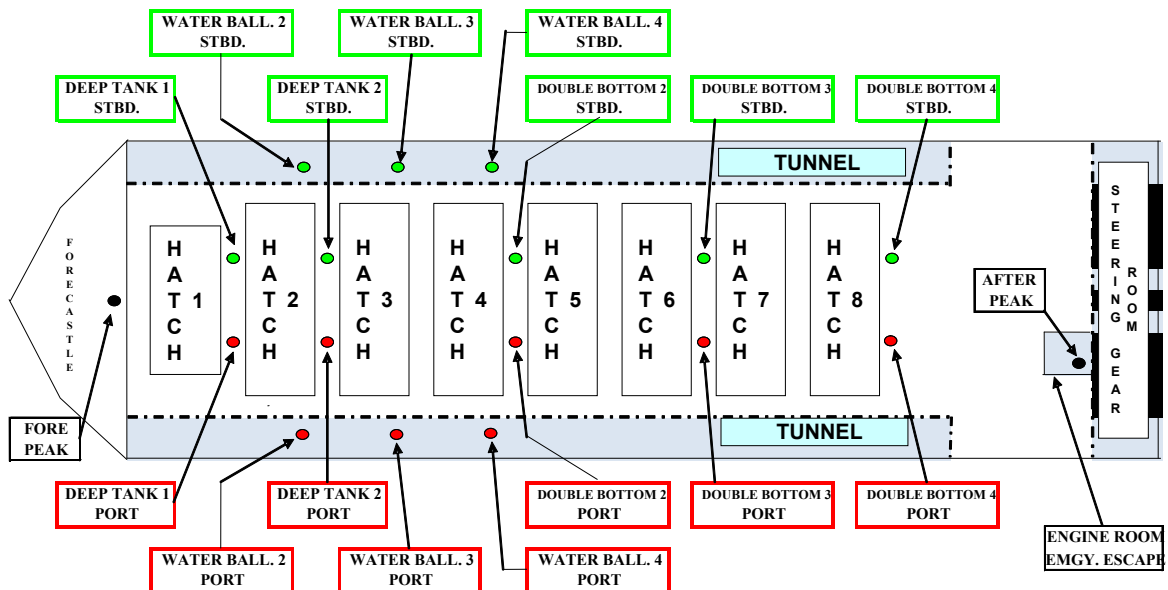 WATER BALL. 2
STBD.
WATER BALL. 3
STBD.
WATER BALL. 4
STBD.
DEEP TANK 1
STBD.
DEEP TANK 2
STBD.
DOUBLE BOTTOM 2
STBD.
DOUBLE BOTTOM 3
STBD.
DOUBLE BOTTOM 4
STBD.
TUNNEL
FORECASTLE
HATCH 1
HATCH 2
HATCH 3
HATCH 4
HATCH 5
HATCH 6
HATCH 7
HATCH 8
AFTER
PEAK
STEERING GEAR
ROOM
FORE
PEAK
TUNNEL
DEEP TANK 1
PORT
DEEP TANK 2
PORT
DOUBLE BOTTOM 2
PORT
DOUBLE BOTTOM 3
PORT
DOUBLE BOTTOM 4
PORT
ENGINE ROOM
EMGY. ESCAPE
WATER BALL. 2
PORT
WATER BALL. 3
PORT
WATER BALL. 4
PORT